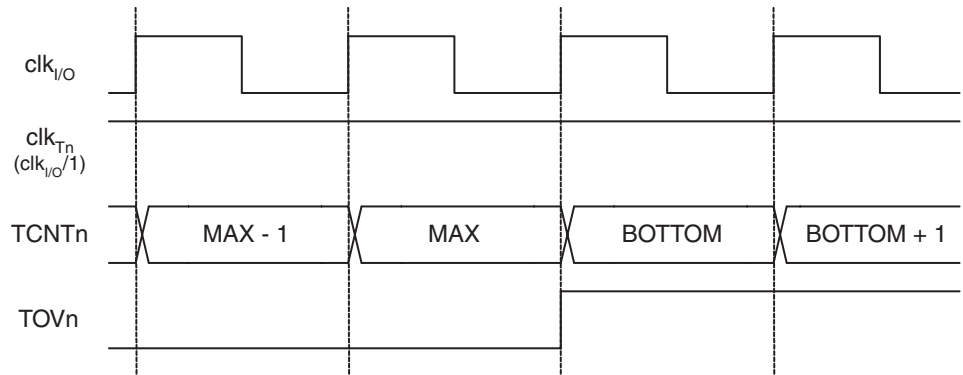 clkI/O
clkTn
(clkI/O/1)
TCNTn MAX - 1 MAX BOTTOM BOTTOM + 1
TOVn